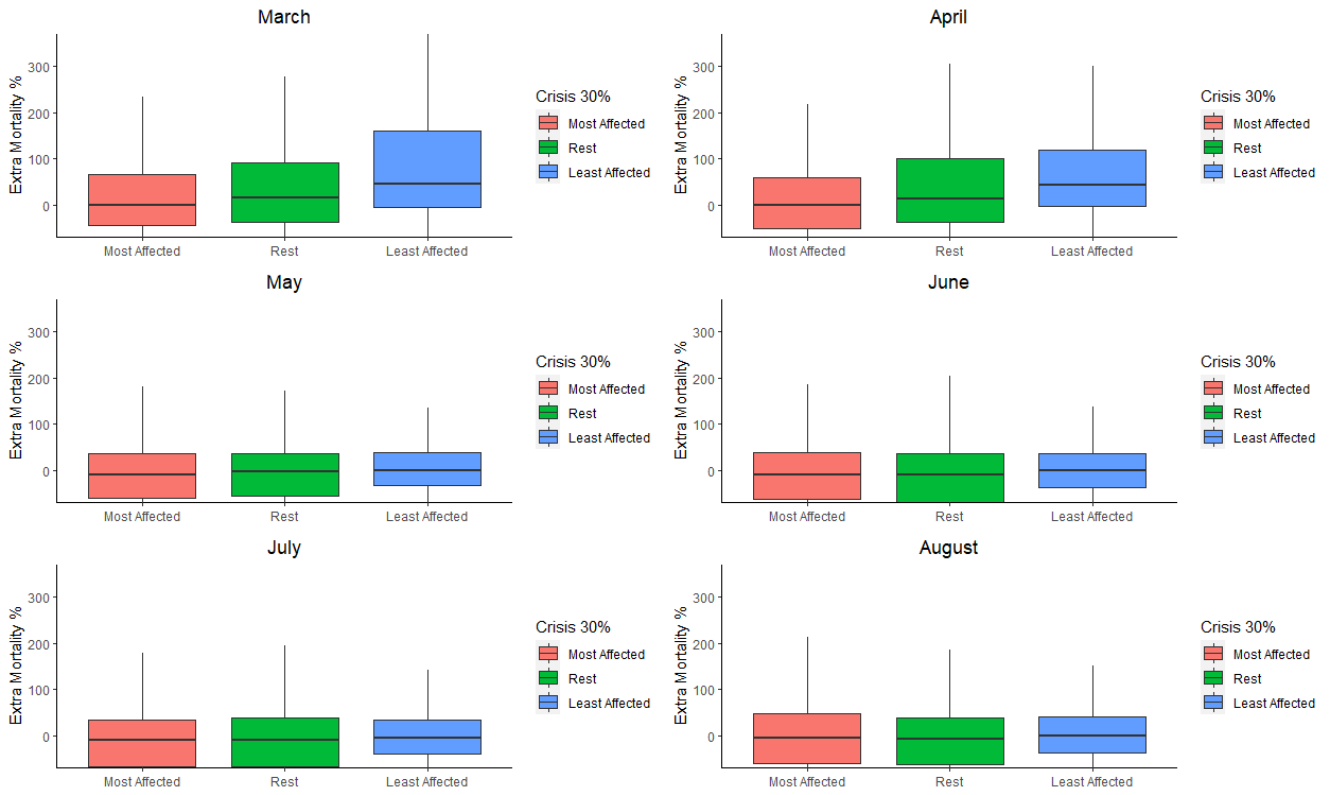 March
Extra Mortality %
300
200
100
0
Most Affected
Rest
Least Affected
Crisis 30%
Most Affected
Rest
Least Affected
April
Extra Mortality %
300
200
100
0
Most Affected
Rest
Least Affected
Crisis 30%
Most Affected
Rest
Least Affected
May
Extra Mortality %
300
200
100
0
Most Affected
Rest
Least Affected
Crisis 30%
Most Affected
Rest
Least Affected
June
Extra Mortality %
300
200
100
0
Most Affected
Rest
Least Affected
Crisis 30%
Most Affected
Rest
Least Affected
July
Extra Mortality %
300
200
100
0
Most Affected
Rest
Least Affected
Crisis 30%
Most Affected
Rest
Least Affected
August
Extra Mortality %
300
200
100
0
Most Affected
Rest
Least Affected
Crisis 30%
Most Affected
Rest
Least Affected